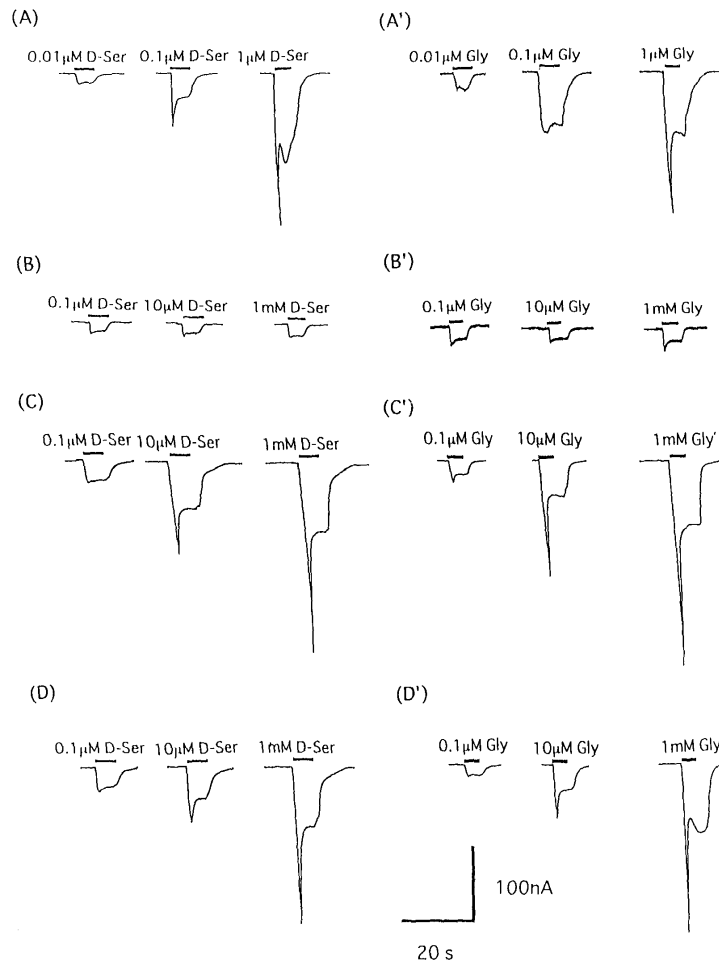 (A)
(A')
0.01μM D-Ser 0.1μM D-Ser 1μM D-Ser
0.01μM Gly 0.1μM Gly 1μM Gly
(B)
(B')
0.1μM D-Ser 10μM D-Ser 1mM D-Ser
0.1μM Gly 10μM Gly 1mM Gly
(C)
(C')
0.1μM D-Ser 10μM D-Ser 1mM D-Ser
0.1μM Gly 10μM Gly 1mM Gly'
(D)
(D')
0.1μM D-Ser 10μM D-Ser 1mM D-Ser
0.1μM Gly 10μM Gly 1mM Gly
100nA
20 s